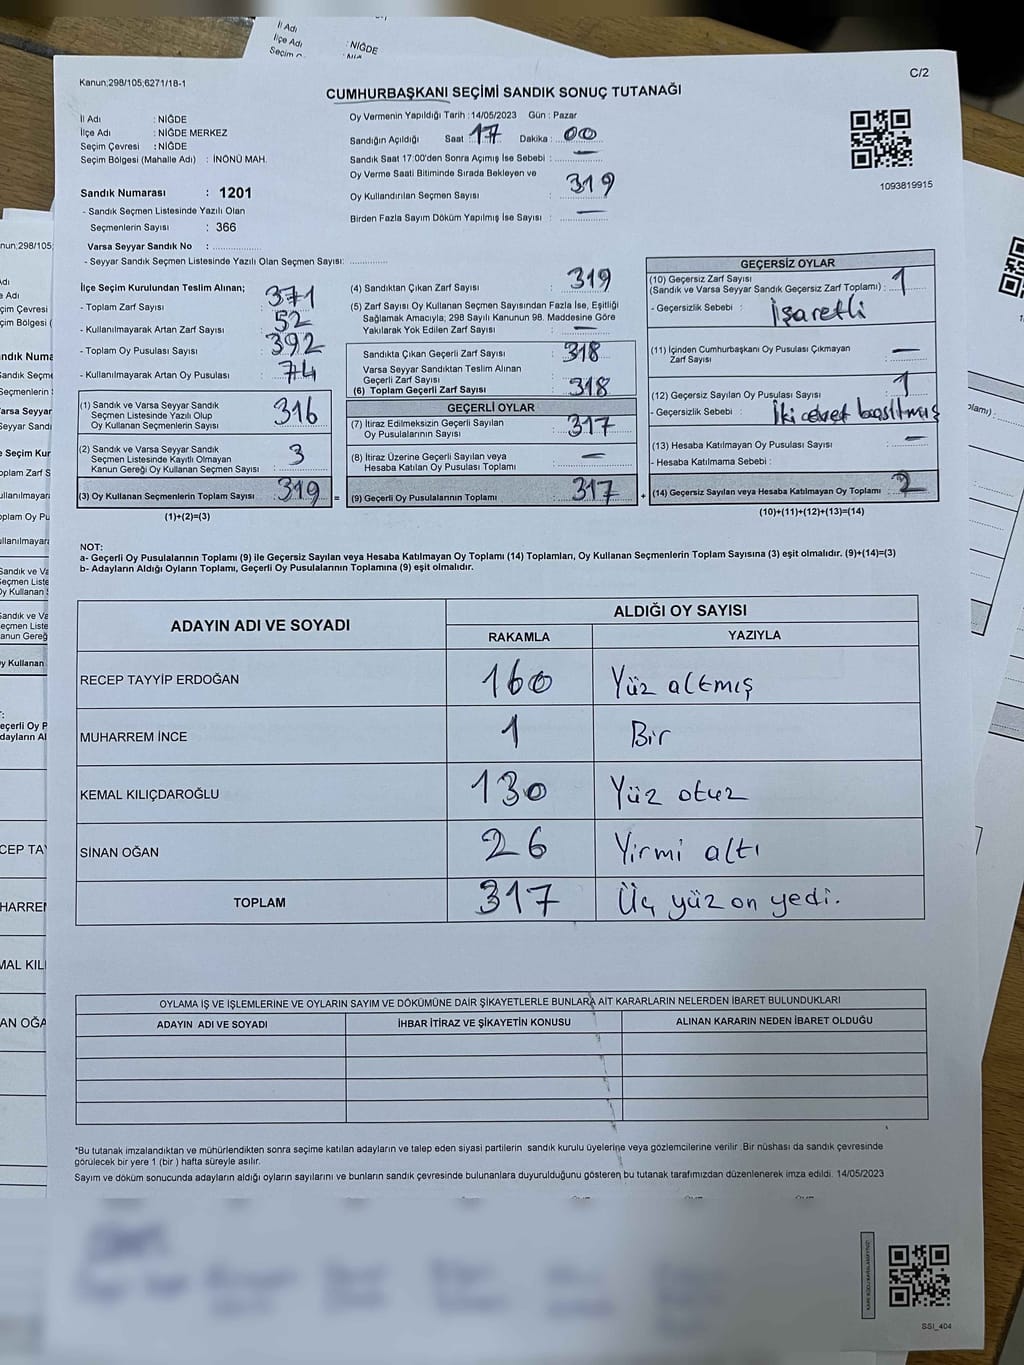 İl Adı
İlçe Adı : NİĞDE
Kanun;298/105;6271/18-1
C/2
CUMHURBAŞKANI SEÇİMİ SANDIK SONUÇ TUTANAĞI
İl Adı : NİĞDE
İlçe Adı : NİĞDE MERKEZ
Seçim Çevresi : NİĞDE
Seçim Bölgesi (Mahalle Adı) : İNÖNÜ MAH.
Sandık Numarası : 1201
- Sandık Seçmen Listesinde Yazılı Olan
Seçmenlerin Sayısı : 366
Varsa Seyyar Sandık No : ..............
- Seyyar Sandık Seçmen Listesinde Yazılı Olan Seçmen Sayısı: ..............
Oy Vermenin Yapıldığı Tarih : 14/05/2023 Gün : Pazar
Sandığın Açıldığı Saat 17 Dakika : 00
Sandık Saat 17:00'den Sonra Açımış İse Sebebi : —
Oy Verme Saati Bitiminde Sırada Bekleyen ve
Oy Kullandırılan Seçmen Sayısı : 319
Birden Fazla Sayım Döküm Yapılmış İse Sayısı : —
1093819915
İlçe Seçim Kurulundan Teslim Alınan;
- Toplam Zarf Sayısı : 371
- Kullanılmayarak Artan Zarf Sayısı : 52
- Toplam Oy Pusulası Sayısı : 392
- Kullanılmayarak Artan Oy Pusulası : 74
(1) Sandık ve Varsa Seyyar Sandık
Seçmen Listesinde Yazılı Olup
Oy Kullanan Seçmenlerin Sayısı : 316
(2) Sandık ve Varsa Seyyar Sandık
Seçmen Listesinde Kayıtlı Olmayan
Kanun Gereği Oy Kullanan Seçmen Sayısı : 3
(3) Oy Kullanan Seçmenlerin Toplam Sayısı : 319 =
(1)+(2)=(3)
(4) Sandıktan Çıkan Zarf Sayısı : 319
(5) Zarf Sayısı Oy Kullanan Seçmen Sayısından Fazla İse, Eşitliği
Sağlamak Amacıyla; 298 Sayılı Kanunun 98. Maddesine Göre
Yakılarak Yok Edilen Zarf Sayısı : —
Sandıkta Çıkan Geçerli Zarf Sayısı : 318
Varsa Seyyar Sandıktan Teslim Alınan
Geçerli Zarf Sayısı
(6) Toplam Geçerli Zarf Sayısı : 318
GEÇERLİ OYLAR
(7) İtiraz Edilmeksizin Geçerli Sayılan
Oy Pusulalarının Sayısı : 317
(8) İtiraz Üzerine Geçerli Sayılan veya
Hesaba Katılan Oy Pusulası Toplamı : —
(9) Geçerli Oy Pusulalarının Toplamı : 317 +
GEÇERSİZ OYLAR
(10) Geçersiz Zarf Sayısı
(Sandık ve Varsa Seyyar Sandık Geçersiz Zarf Toplamı) : 1
- Geçersizlik Sebebi : İşaretli
(11) İçinden Cumhurbaşkanı Oy Pusulası Çıkmayan
Zarf Sayısı : —
(12) Geçersiz Sayılan Oy Pusulası Sayısı : 1
- Geçersizlik Sebebi : İki evet basılmış
(13) Hesaba Katılmayan Oy Pusulası Sayısı : —
- Hesaba Katılmama Sebebi :
(14) Geçersiz Sayılan veya Hesaba Katılmayan Oy Toplamı : 2
(10)+(11)+(12)+(13)=(14)
NOT:
a- Geçerli Oy Pusulalarının Toplamı (9) ile Geçersiz Sayılan veya Hesaba Katılmayan Oy Toplamı (14) Toplamları, Oy Kullanan Seçmenlerin Toplam Sayısına (3) eşit olmalıdır. (9)+(14)=(3)
b- Adayların Aldığı Oyların Toplamı, Geçerli Oy Pusulalarının Toplamına (9) eşit olmalıdır.
ADAYIN ADI VE SOYADI ALDIĞI OY SAYISI
RAKAMLA YAZIYLA
RECEP TAYYİP ERDOĞAN 160 Yüz altmış
MUHARREM İNCE 1 Bir
KEMAL KILIÇDAROĞLU 130 Yüz otuz
SİNAN OĞAN 26 Yirmi altı
TOPLAM 317 Üç yüz on yedi.
OYLAMA İŞ VE İŞLEMLERİNE VE OYLARIN SAYIM VE DÖKÜMÜNE DAİR ŞİKAYETLERLE BUNLARA AİT KARARLARIN NELERDEN İBARET BULUNDUKLARI
ADAYIN ADI VE SOYADI İHBAR İTİRAZ VE ŞİKAYETİN KONUSU ALINAN KARARIN NEDEN İBARET OLDUĞU
*Bu tutanak imzalandıktan ve mühürlendikten sonra seçime katılan adayların ve talep eden siyasi partilerin sandık kurulu üyelerine veya gözlemcilerine verilir .Bir nüshası da sandık çevresinde
görülecek bir yere 1 (bir ) hafta süreyle asılır.
Sayım ve döküm sonucunda adayların aldığı oyların sayılarını ve bunların sandık çevresinde bulunanlara duyurulduğunu gösteren bu tutanak tarafımızdan düzenlenerek imza edildi. 14/05/2023
SSI_404